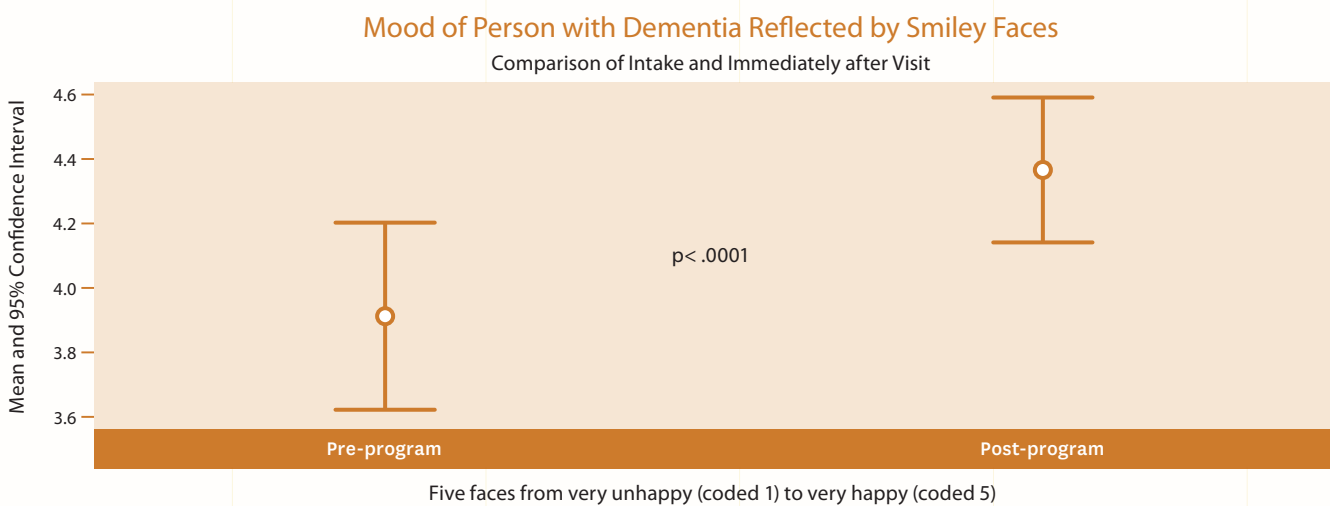 Mood of Person with Dementia Reflected by Smiley Faces
Comparison of Intake and Immediately after Visit
Mean and 95% Confidence Interval
4.6
4.4
4.2
4.0
3.8
3.6
p< .0001
Pre-program
Post-program
Five faces from very unhappy (coded 1) to very happy (coded 5)